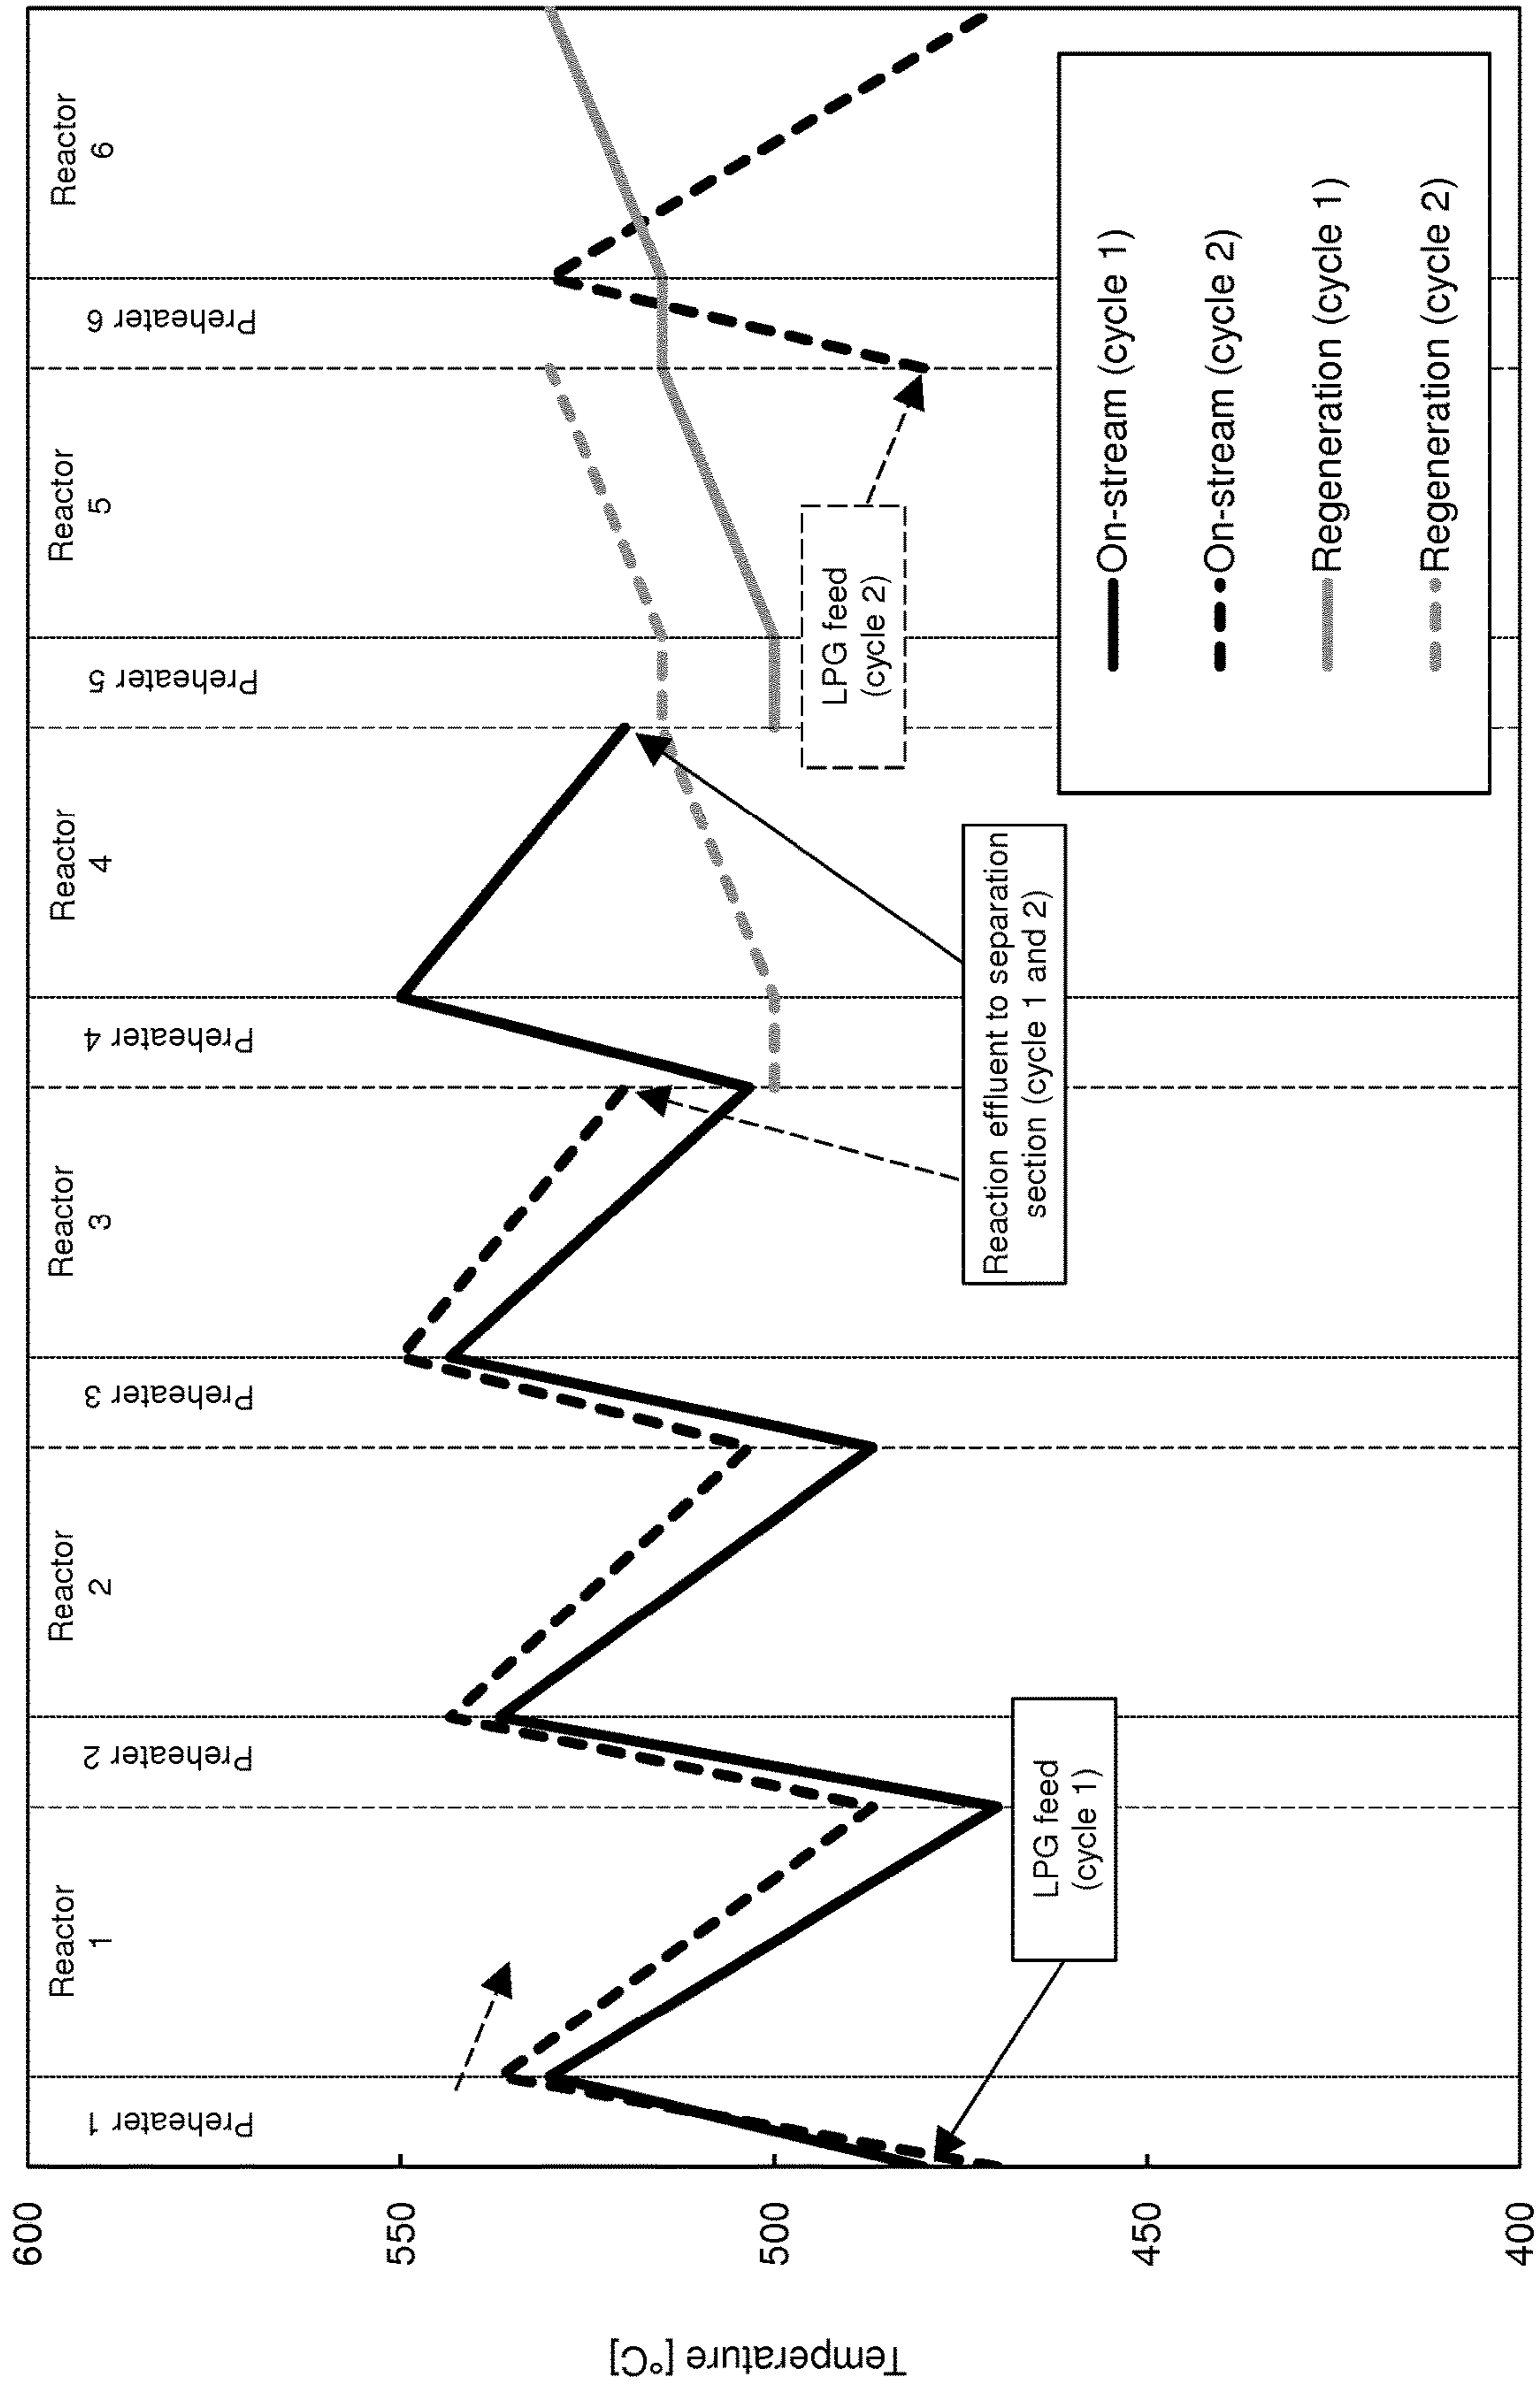 Temperature [°C]
600
550
500
450
400
Preheater 1
Reactor
1
Preheater 2
Reactor
2
Preheater 3
Reactor
3
Preheater 4
Reactor
4
Preheater 5
Reactor
5
Preheater 6
Reactor
6
LPG feed
(cycle 1)
Reaction effluent to separation
section (cycle 1 and 2)
LPG feed
(cycle 2)
On-stream (cycle 1)
On-stream (cycle 2)
Regeneration (cycle 1)
Regeneration (cycle 2)